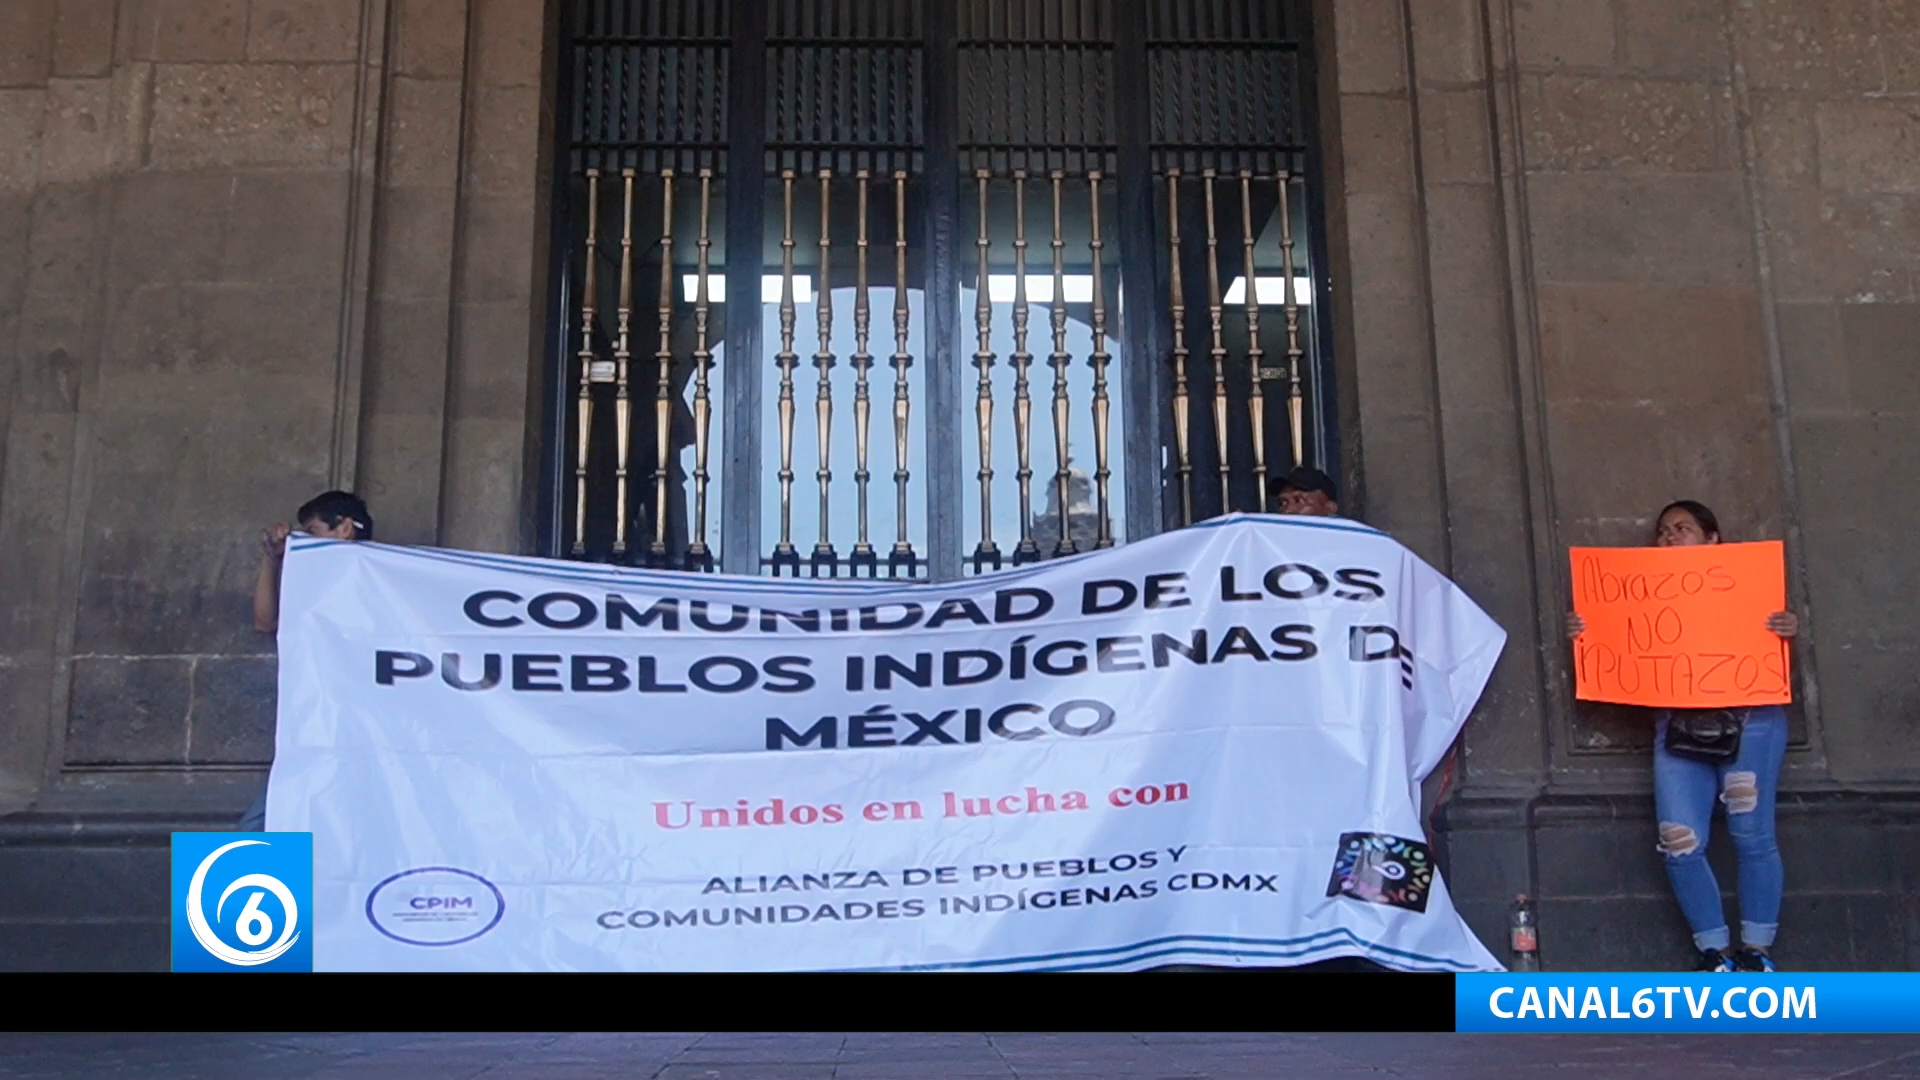 COMUNIDAD DE LOS
PUEBLOS INDÍGENAS DE
MÉXICO
Unidos en lucha con
ALIANZA DE PUEBLOS Y
COMUNIDADES INDÍGENAS CDMX
CPIM
Abrazos
NO
¡PUTAZOS!
6
CANAL6TV.COM